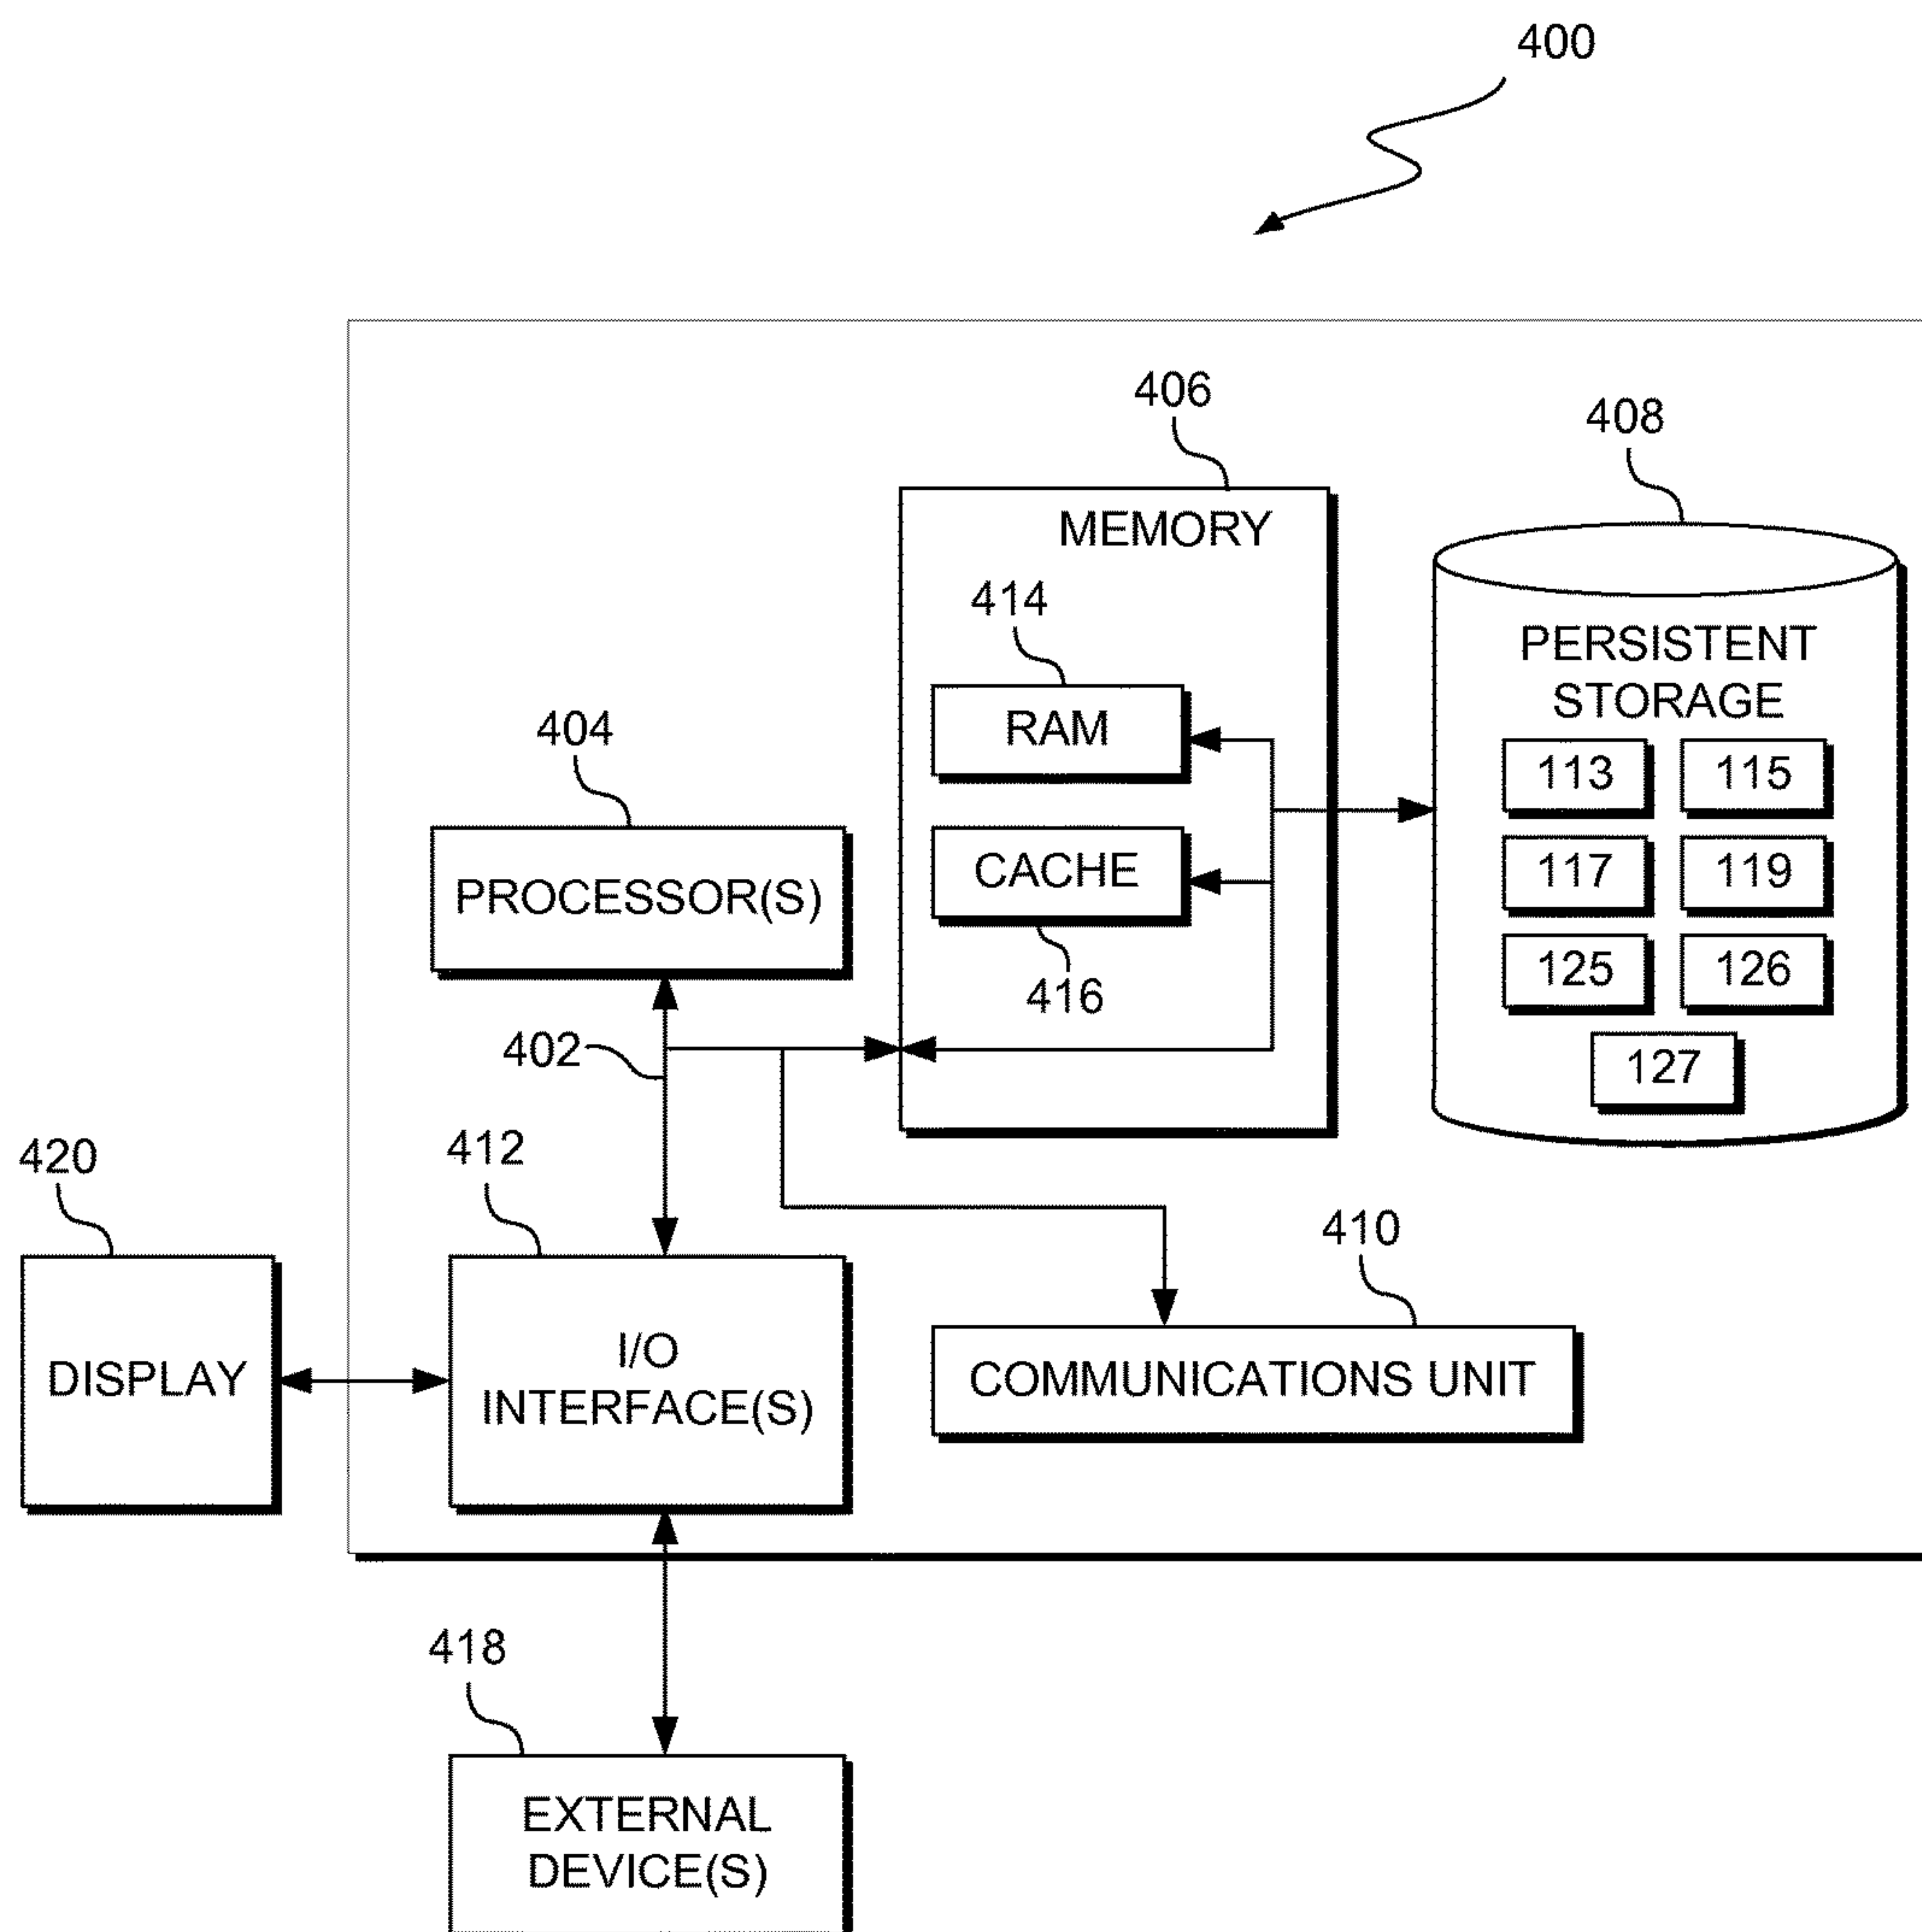 400
406
408
MEMORY
414
PERSISTENT
STORAGE
RAM
404
113
115
CACHE
117
119
PROCESSOR(S)
125
126
416
402
127
412
420
410
I/O
INTERFACE(S)
DISPLAY
COMMUNICATIONS UNIT
418
EXTERNAL
DEVICE(S)